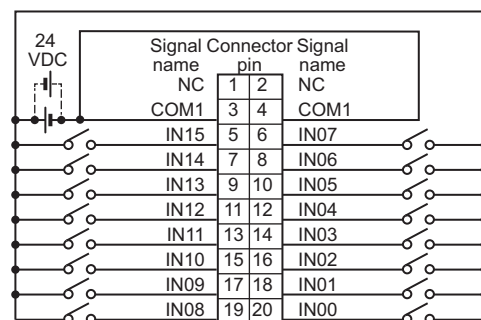 24
VDC
Signal Connector Signal
name pin name
NC 1 2 NC
COM1 3 4 COM1
IN15 5 6 IN07
IN14 7 8 IN06
IN13 9 10 IN05
IN12 11 12 IN04
IN11 13 14 IN03
IN10 15 16 IN02
IN09 17 18 IN01
IN08 19 20 IN00